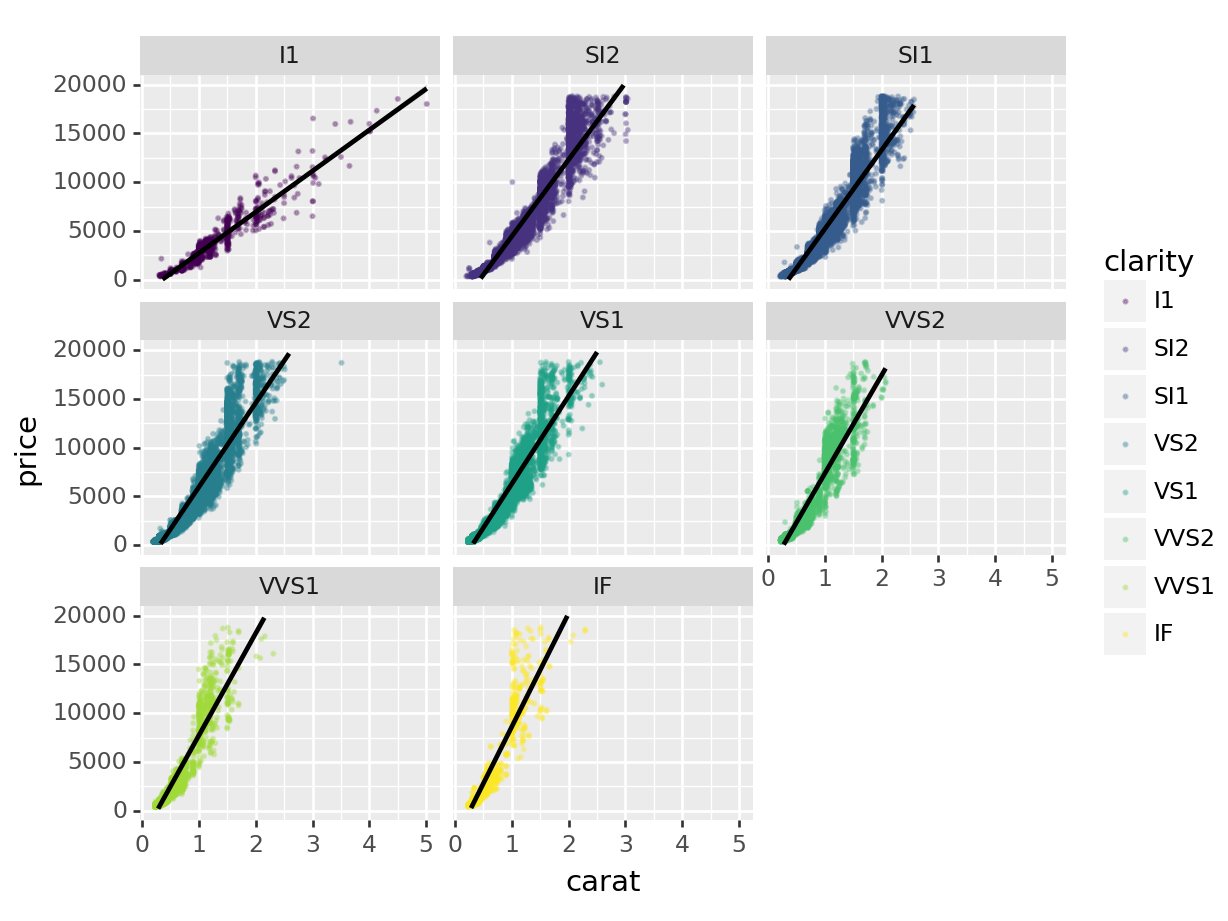 I1 SI2 SI1
20000
15000
10000
5000
0
VS2 VS1 VVS2
20000
15000
10000
5000
0
0 1 2 3 4 5
VVS1 IF
20000
15000
10000
5000
0
0 1 2 3 4 5 0 1 2 3 4 5
carat
price
clarity
I1
SI2
SI1
VS2
VS1
VVS2
VVS1
IF